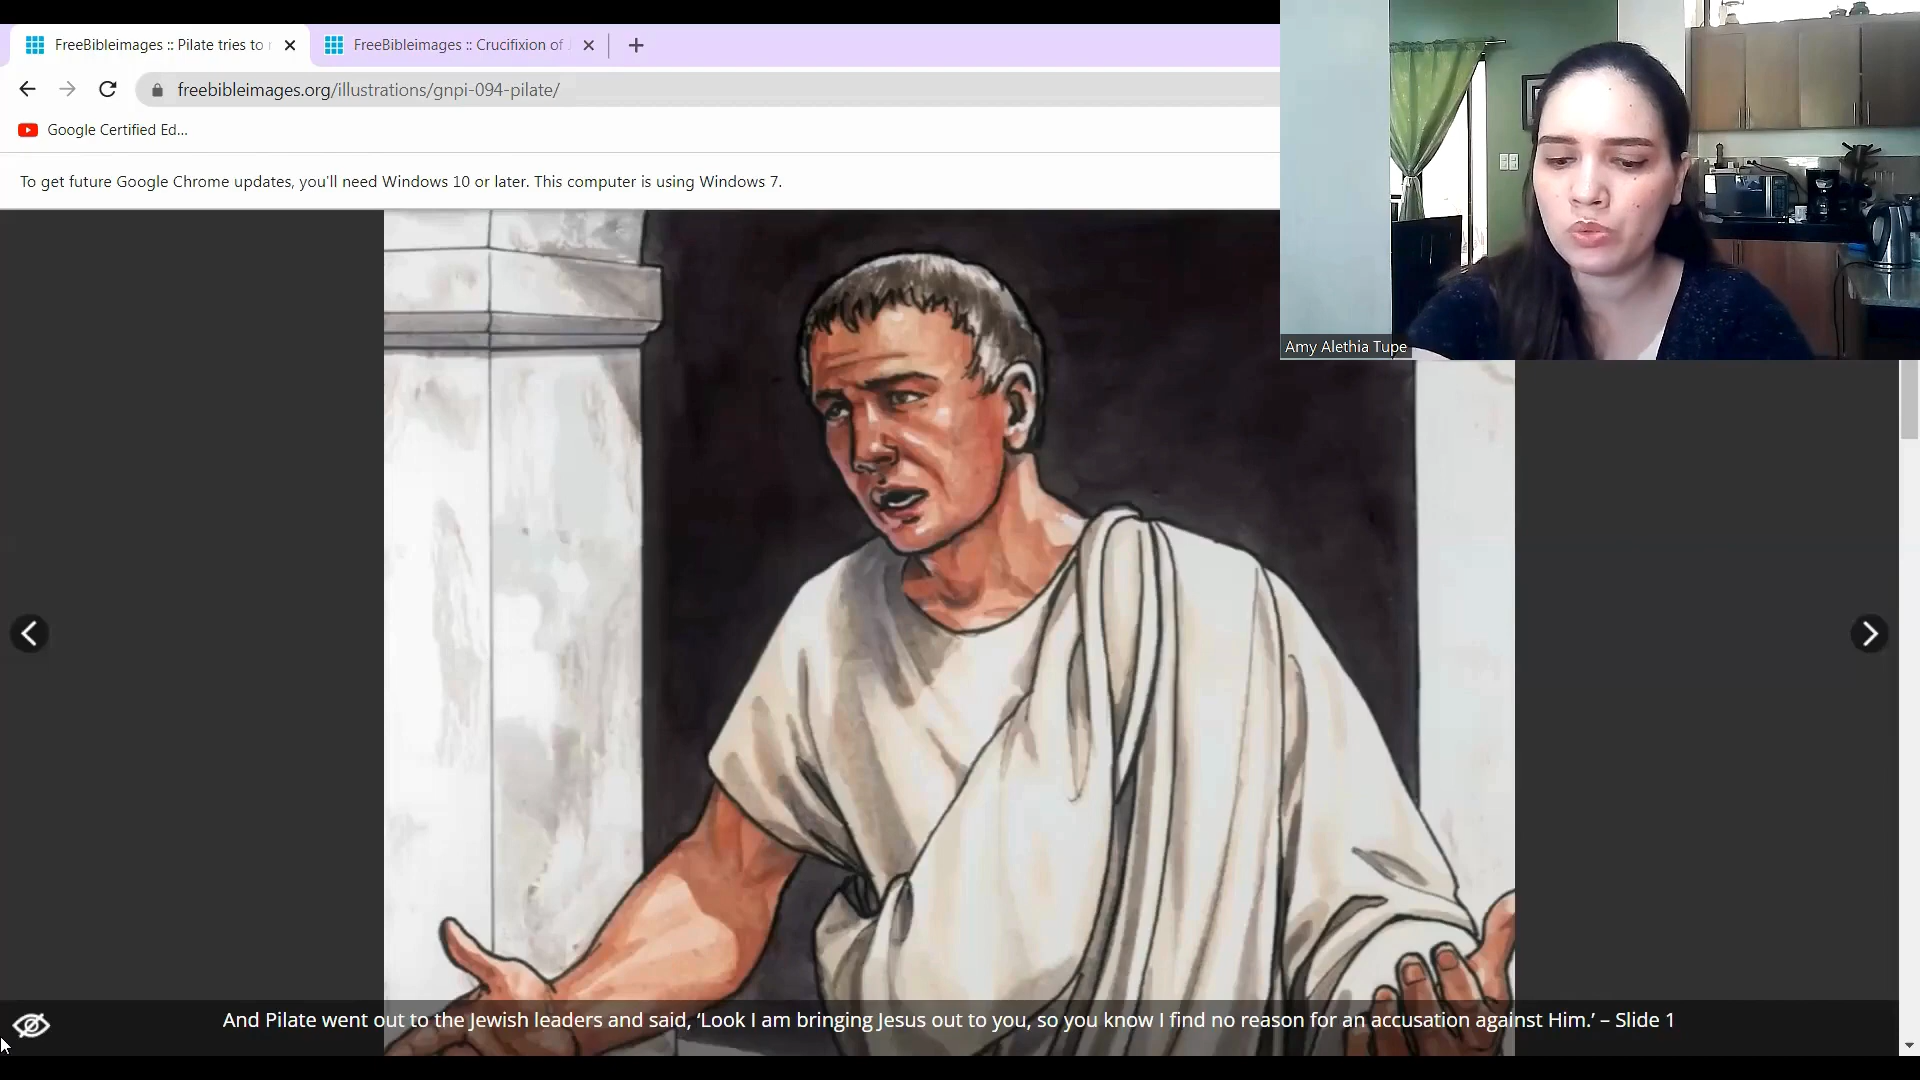 FreeBibleimages :: Pilate tries to
FreeBibleimages :: Crucifixion of
freebibleimages.org/illustrations/gnpi-094-pilate/
Google Certified Ed...
To get future Google Chrome updates, you'll need Windows 10 or later. This computer is using Windows 7.
Amy Alethia Tupe
And Pilate went out to the Jewish leaders and said, ‘Look I am bringing Jesus out to you, so you know I find no reason for an accusation against Him.’ – Slide 1